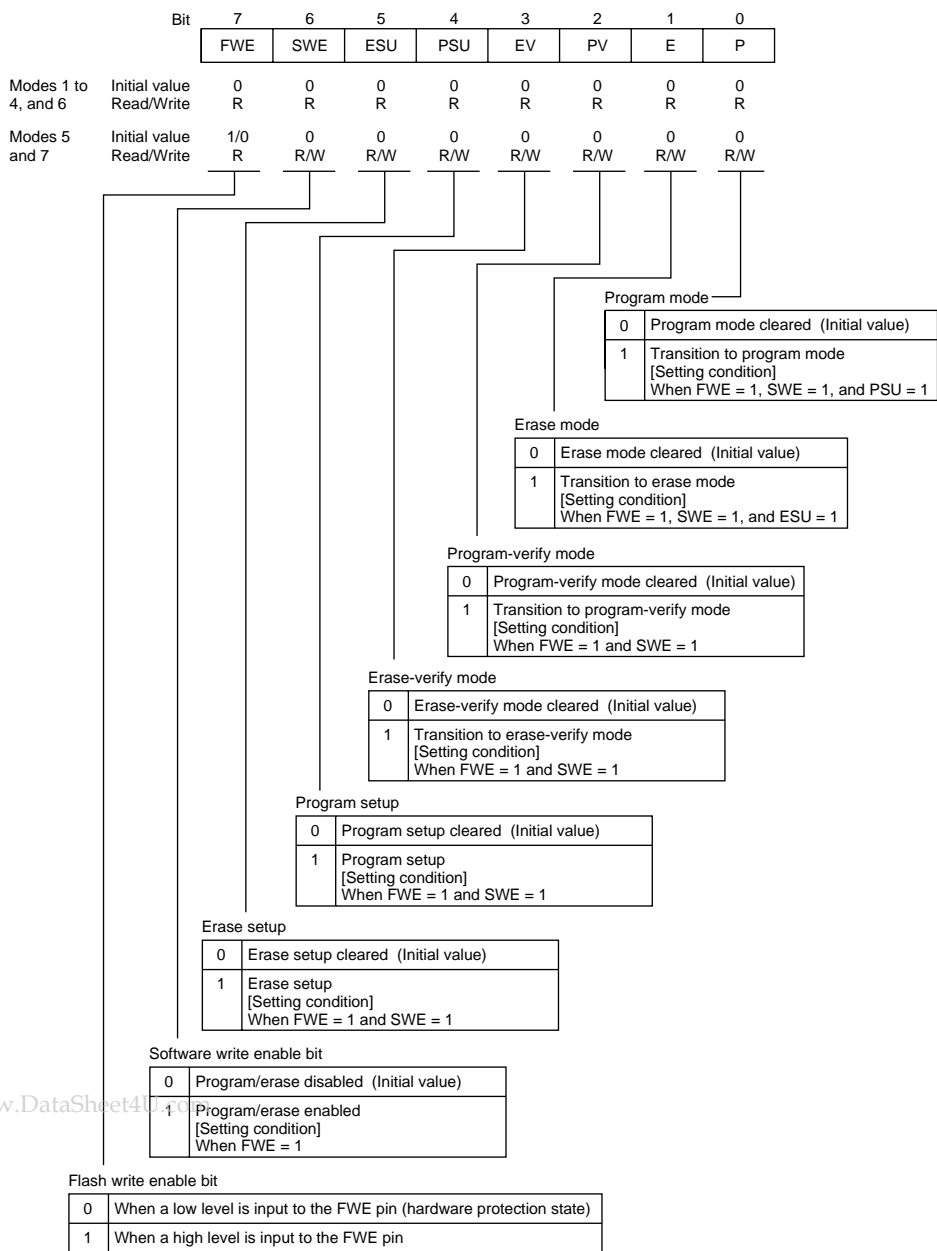 Bit 7 6 5 4 3 2 1 0
FWE SWE ESU PSU EV PV E P
Modes 1 to 4, and 6 Initial value 0 0 0 0 0 0 0 0
Read/Write R R R R R R R R
Modes 5 and 7 Initial value 1/0 0 0 0 0 0 0 0
Read/Write R R/W R/W R/W R/W R/W R/W R/W
Program mode
0 Program mode cleared (Initial value)
1 Transition to program mode
[Setting condition]
When FWE = 1, SWE = 1, and PSU = 1
Erase mode
0 Erase mode cleared (Initial value)
1 Transition to erase mode
[Setting condition]
When FWE = 1, SWE = 1, and ESU = 1
Program-verify mode
0 Program-verify mode cleared (Initial value)
1 Transition to program-verify mode
[Setting condition]
When FWE = 1 and SWE = 1
Erase-verify mode
0 Erase-verify mode cleared (Initial value)
1 Transition to erase-verify mode
[Setting condition]
When FWE = 1 and SWE = 1
Program setup
0 Program setup cleared (Initial value)
1 Program setup
[Setting condition]
When FWE = 1 and SWE = 1
Erase setup
0 Erase setup cleared (Initial value)
1 Erase setup
[Setting condition]
When FWE = 1 and SWE = 1
Software write enable bit
0 Program/erase disabled (Initial value)
w.DataSheet4U.com
1 Program/erase enabled
[Setting condition]
When FWE = 1
Flash write enable bit
0 When a low level is input to the FWE pin (hardware protection state)
1 When a high level is input to the FWE pin